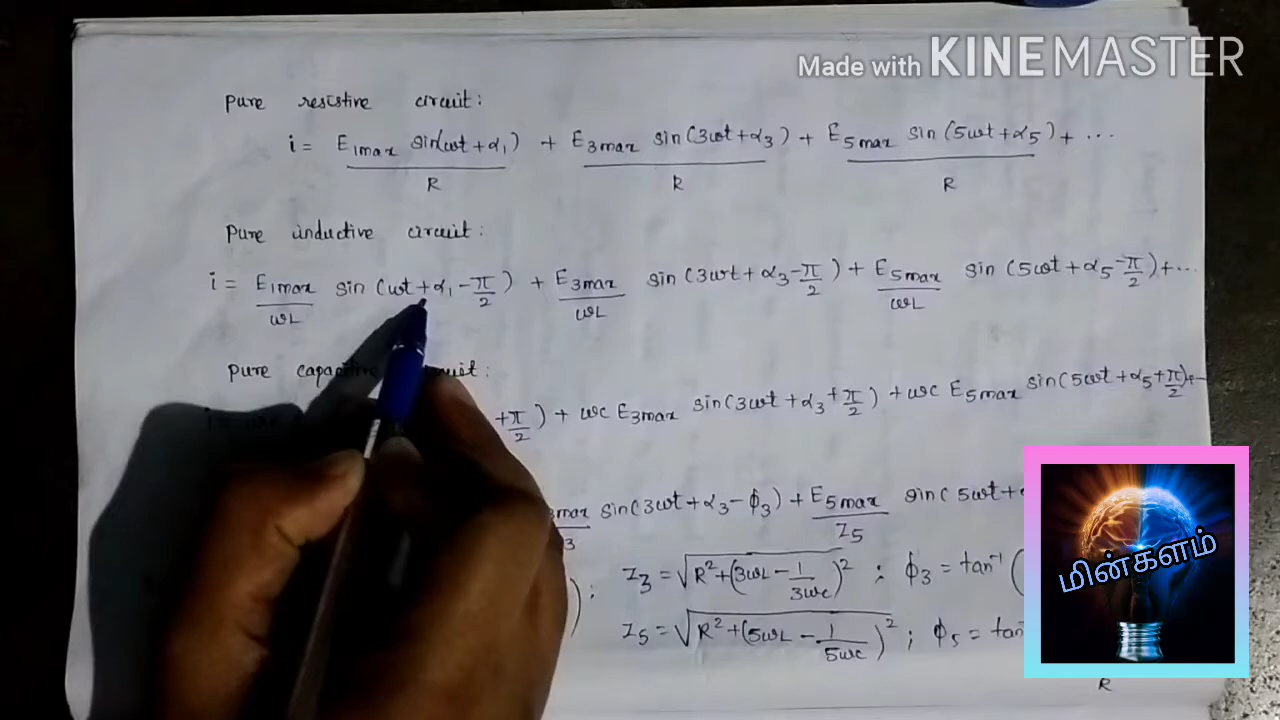 Made with KINEMASTER
Pure resistive circuit:
i = E1max sin(ωt+α1)/R + E3max sin(3ωt+α3)/R + E5max sin(5ωt+α5)/R + ...
Pure inductive circuit:
i = E1max/ωL sin(ωt+α1-π/2) + E3max/ωL sin(3ωt+α3-π/2) + E5max/ωL sin(5ωt+α5-π/2)+...
Pure
+π/2) + ωC E3max sin(3ωt+α3+π/2) + ωC E5max sin(5ωt+α5+π/2)+
sin(3ωt+α3-ϕ3) + E5max/Z5 sin(5ωt+
Z3 = √R²+(3ωL-1/3ωC)² ; ϕ3 = tan⁻¹(
Z5 = √R²+(5ωL-1/5ωC)² ; ϕ5 = tan
R
மின்களம்